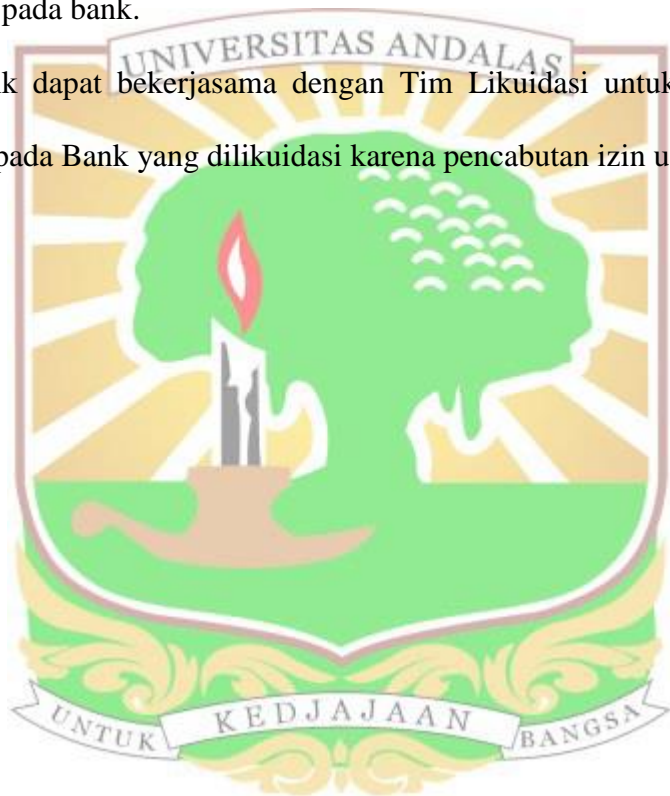 pada bank.
UNIVERSITAS ANDALAS
dapat bekerjasama dengan Tim Likuidasi untuk
pada Bank yang dilikuidasi karena pencabutan izin
UNTUK KEDJAJAAN BANGSA